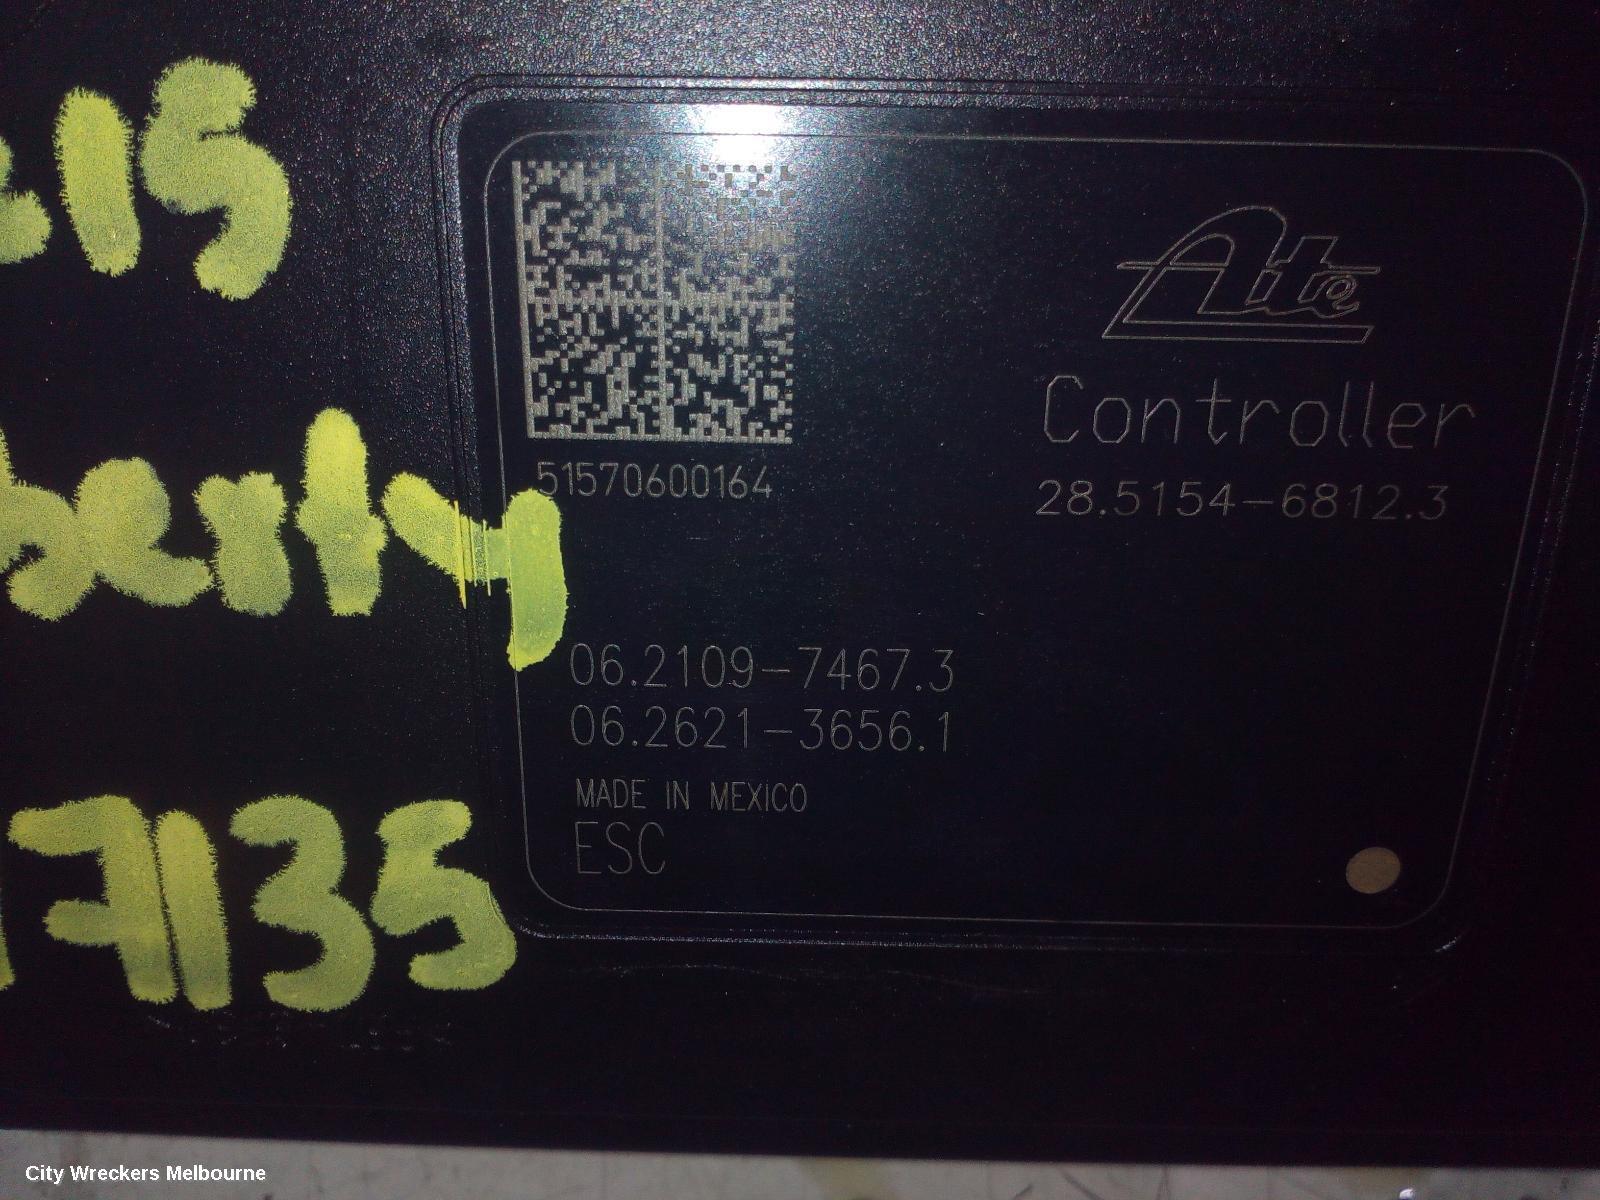 Ate
Controller
51570600164
28.5154-6812.3
06.2109-7467.3
06.2621-3656.1
MADE IN MEXICO
ESC
7135
City Wreckers Melbourne